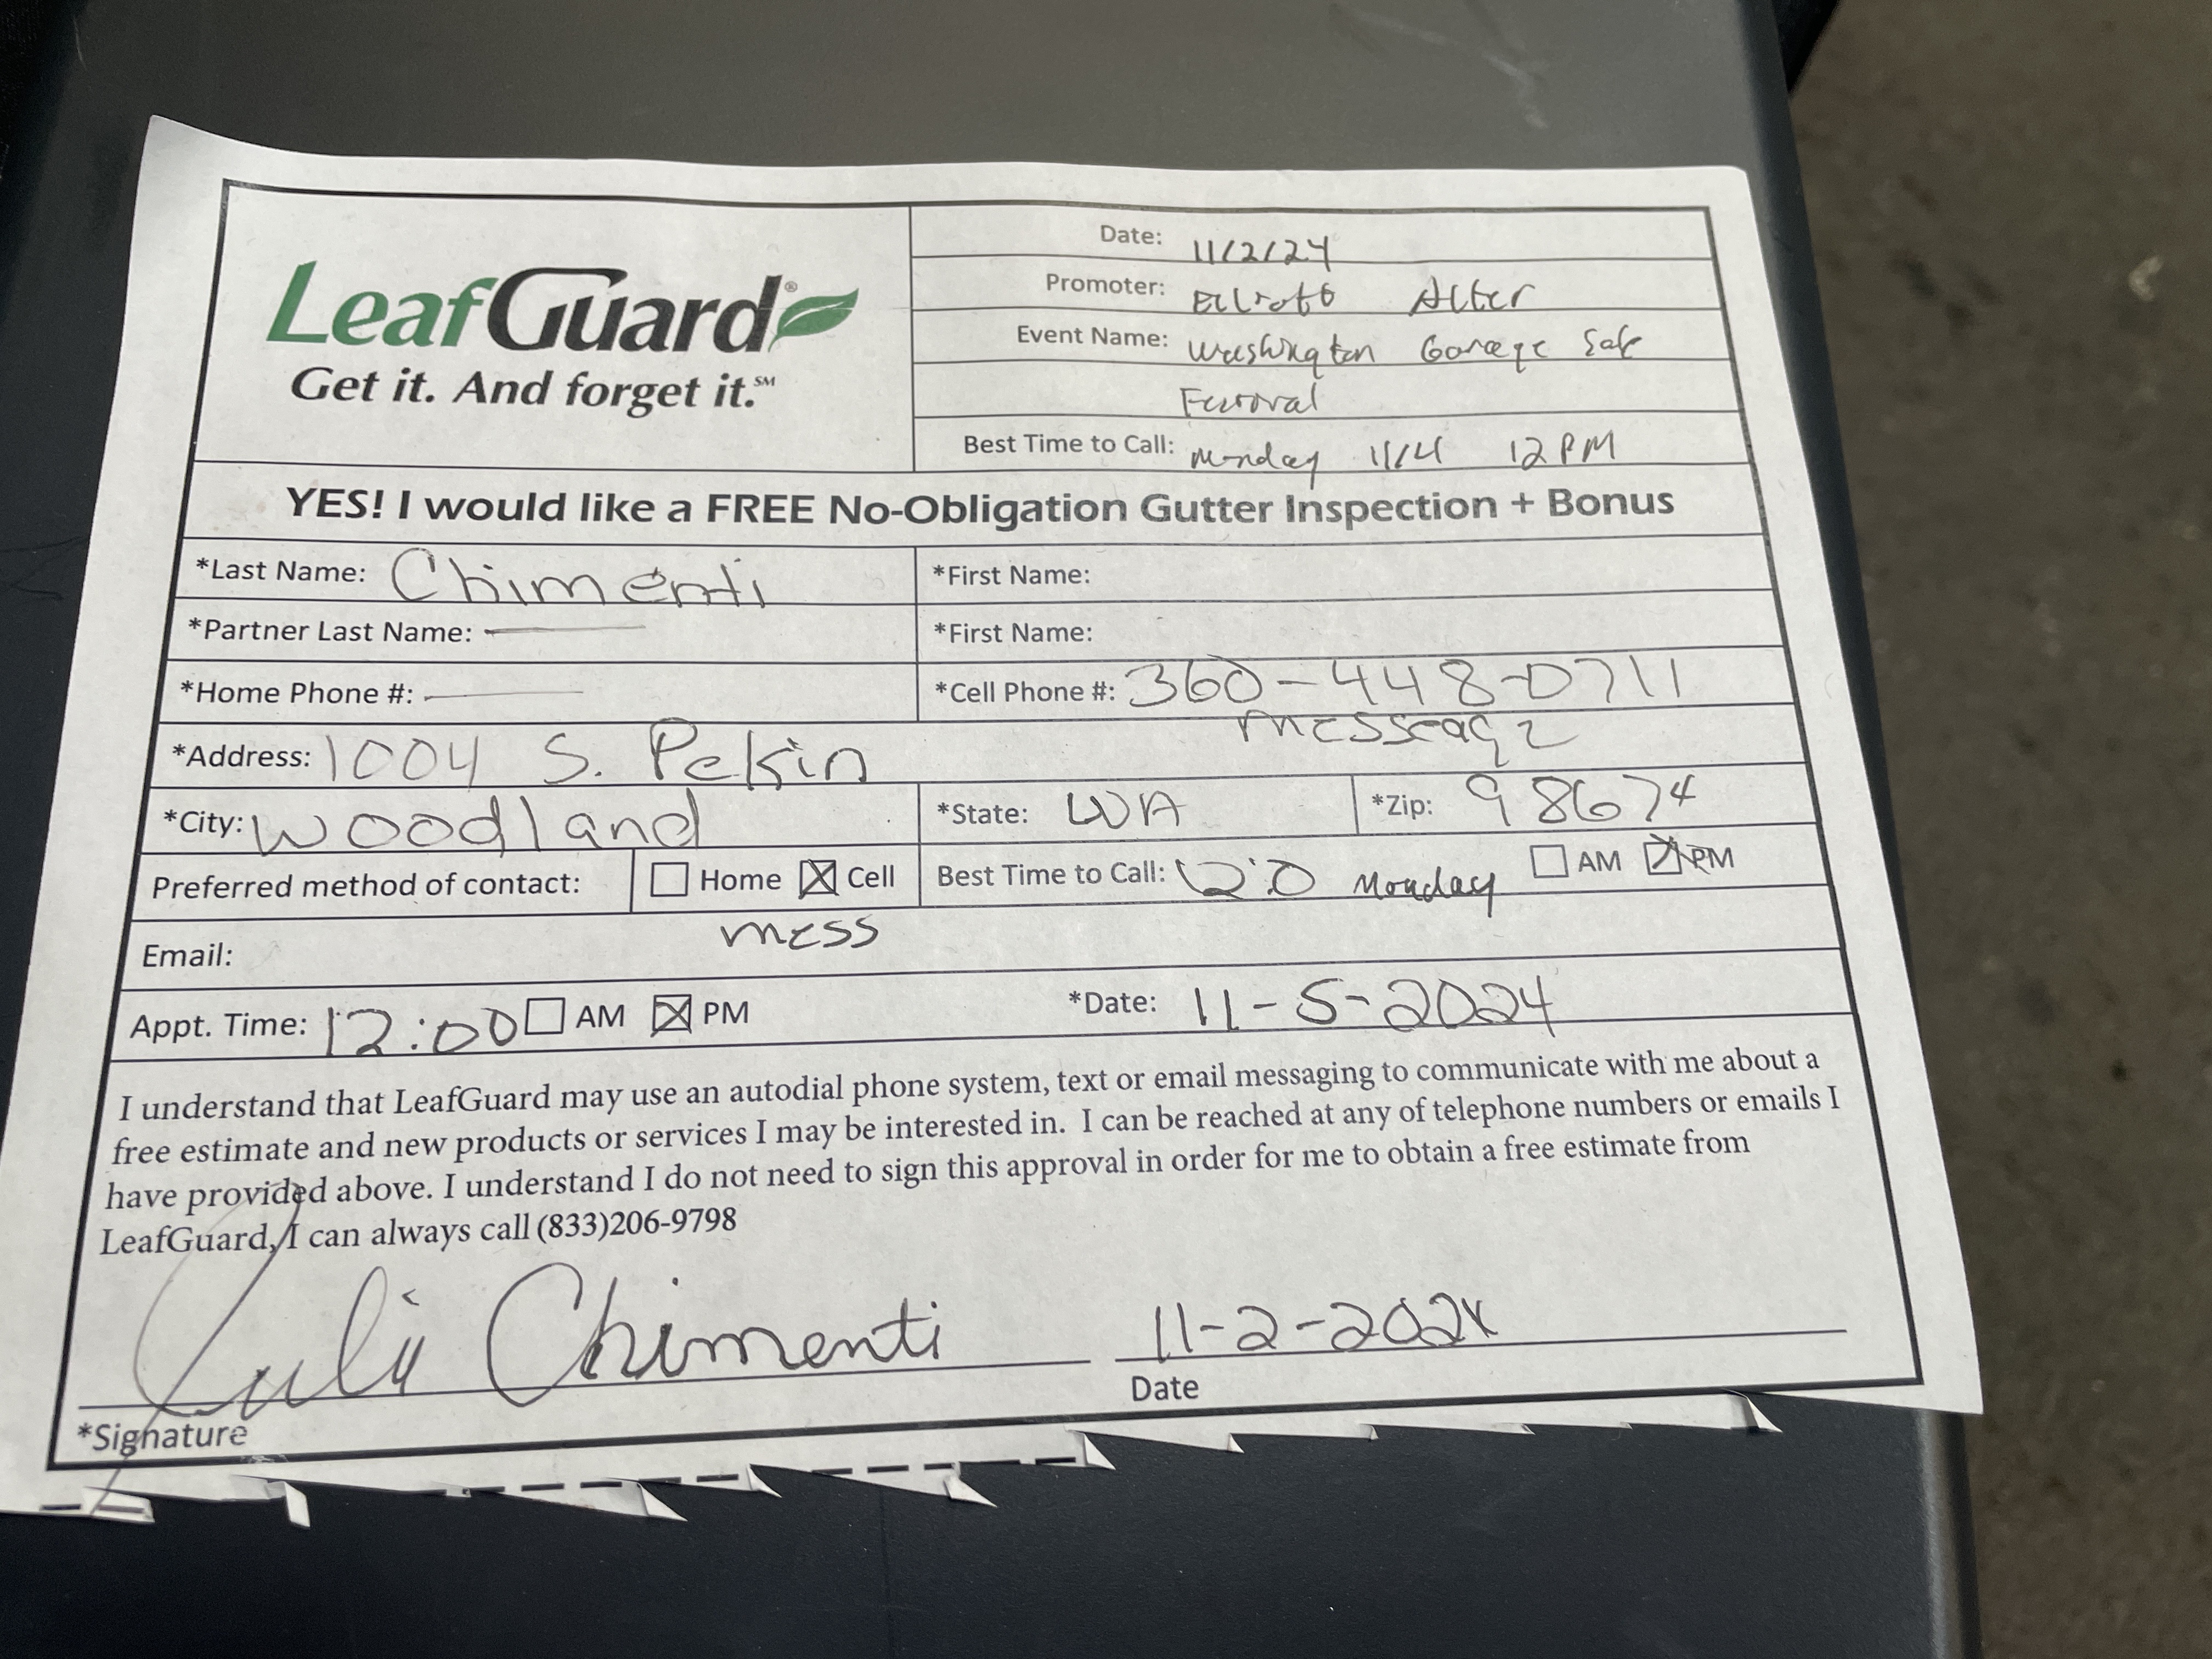 LeafGuard®
Get it. And forget it.℠
Date: 11/2/24
Promoter: Alber
Event Name: Washington Garage Sale
Best Time to Call: Monday 11/4 12 PM
YES! I would like a FREE No-Obligation Gutter Inspection + Bonus
*Last Name: Chimenti *First Name:
*Partner Last Name: — *First Name:
*Home Phone #: — *Cell Phone #: 360-448-0711
message
*Address: 1004 S. Pekin
*City: Woodland *State: WA *Zip: 98674
Preferred method of contact: ☐ Home ☒ Cell Best Time to Call: Monday ☐ AM ☒ PM
Email: mess
Appt. Time: 12:00 ☐ AM ☒ PM *Date: 11-5-2024
I understand that LeafGuard may use an autodial phone system, text or email messaging to communicate with me about a
free estimate and new products or services I may be interested in. I can be reached at any of telephone numbers or emails I
have provided above. I understand I do not need to sign this approval in order for me to obtain a free estimate from
LeafGuard, I can always call (833)206-9798
Chimenti 11-2-2024
*Signature Date